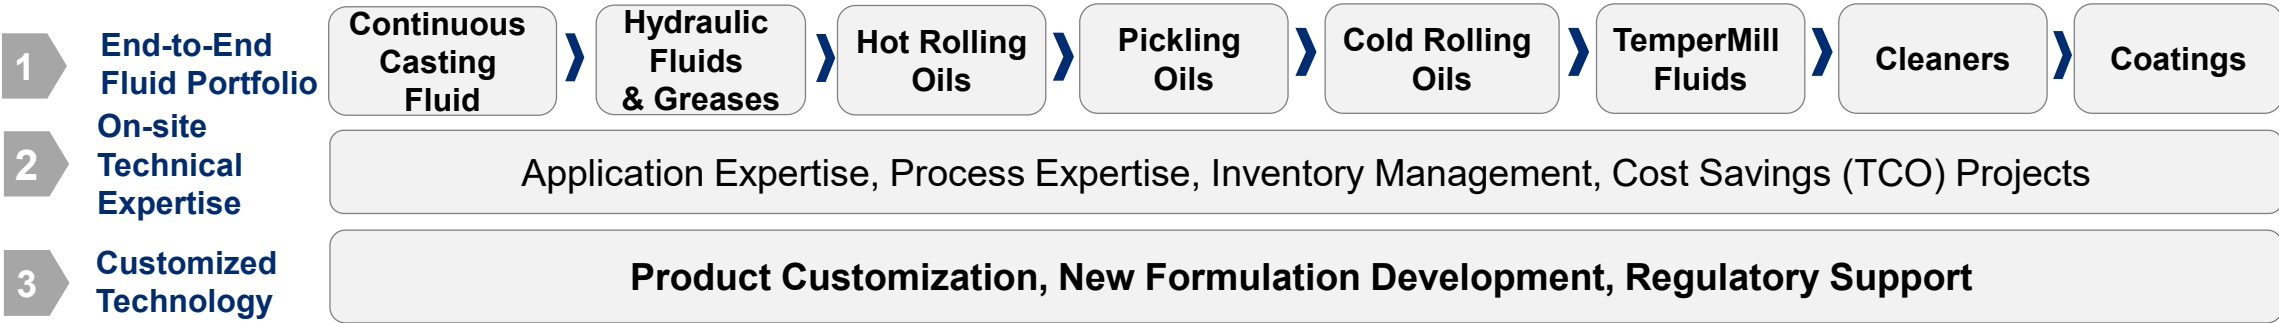 1
End-to-End
Fluid Portfolio
Continuous
Casting
Fluid
Hydraulic
Fluids
& Greases
Hot Rolling
Oils
Pickling
Oils
Cold Rolling
Oils
TemperMill
Fluids
Cleaners
Coatings
2
On-site
Technical
Expertise
Application Expertise, Process Expertise, Inventory Management, Cost Savings (TCO) Projects
3
Customized
Technology
Product Customization, New Formulation Development, Regulatory Support